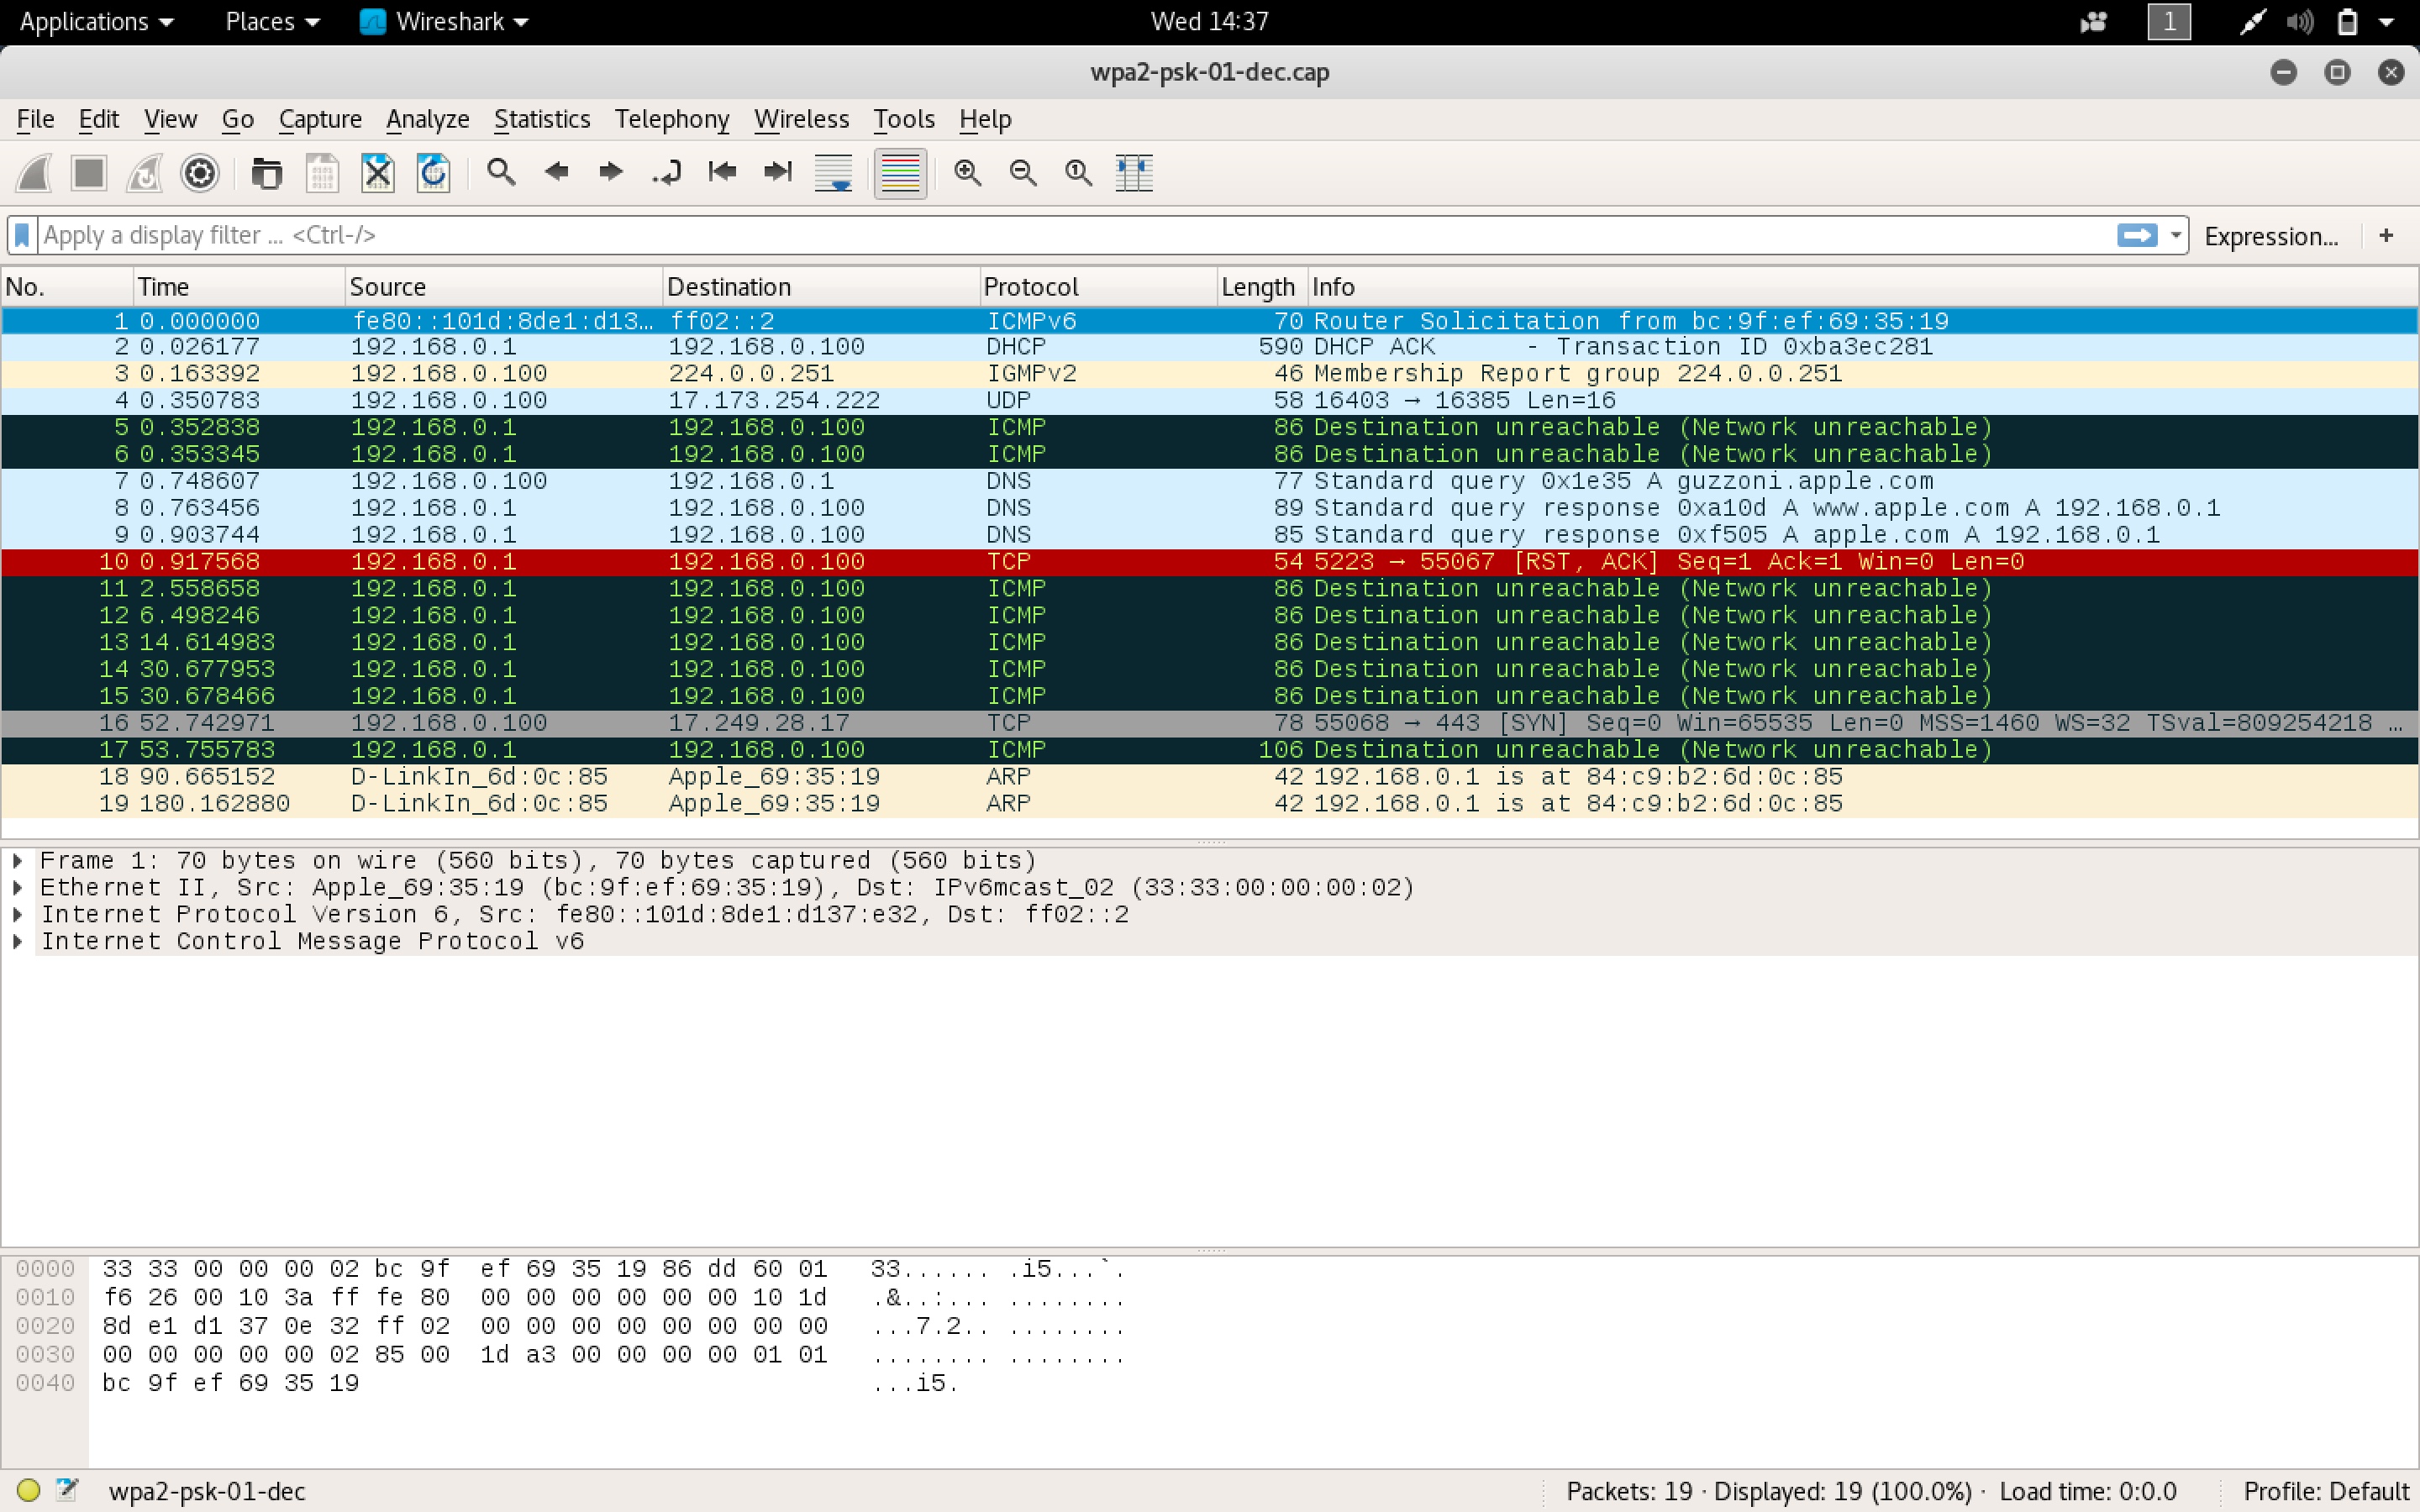 Applications Places Wireshark Wed 14:37 1
wpa2-psk-01-dec.cap
File Edit View Go Capture Analyze Statistics Telephony Wireless Tools Help
Apply a display filter ... <Ctrl-/> Expression... +
No. Time Source Destination Protocol Length Info
1 0.000000 fe80::101d:8de1:d13... ff02::2 ICMPv6 70 Router Solicitation from bc:9f:ef:69:35:19
2 0.026177 192.168.0.1 192.168.0.100 DHCP 590 DHCP ACK - Transaction ID 0xba3ec281
3 0.163392 192.168.0.100 224.0.0.251 IGMPv2 46 Membership Report group 224.0.0.251
4 0.350783 192.168.0.100 17.173.254.222 UDP 58 16403 → 16385 Len=16
5 0.352838 192.168.0.1 192.168.0.100 ICMP 86 Destination unreachable (Network unreachable)
6 0.353345 192.168.0.1 192.168.0.100 ICMP 86 Destination unreachable (Network unreachable)
7 0.748607 192.168.0.100 192.168.0.1 DNS 77 Standard query 0x1e35 A guzzoni.apple.com
8 0.763456 192.168.0.1 192.168.0.100 DNS 89 Standard query response 0xa10d A www.apple.com A 192.168.0.1
9 0.903744 192.168.0.1 192.168.0.100 DNS 85 Standard query response 0xf505 A apple.com A 192.168.0.1
10 0.917568 192.168.0.1 192.168.0.100 TCP 54 5223 → 55067 [RST, ACK] Seq=1 Ack=1 Win=0 Len=0
11 2.558658 192.168.0.1 192.168.0.100 ICMP 86 Destination unreachable (Network unreachable)
12 6.498246 192.168.0.1 192.168.0.100 ICMP 86 Destination unreachable (Network unreachable)
13 14.614983 192.168.0.1 192.168.0.100 ICMP 86 Destination unreachable (Network unreachable)
14 30.677953 192.168.0.1 192.168.0.100 ICMP 86 Destination unreachable (Network unreachable)
15 30.678466 192.168.0.1 192.168.0.100 ICMP 86 Destination unreachable (Network unreachable)
16 52.742971 192.168.0.100 17.249.28.17 TCP 78 55068 → 443 [SYN] Seq=0 Win=65535 Len=0 MSS=1460 WS=32 TSval=809254218 ...
17 53.755783 192.168.0.1 192.168.0.100 ICMP 106 Destination unreachable (Network unreachable)
18 90.665152 D-LinkIn_6d:0c:85 Apple_69:35:19 ARP 42 192.168.0.1 is at 84:c9:b2:6d:0c:85
19 180.162880 D-LinkIn_6d:0c:85 Apple_69:35:19 ARP 42 192.168.0.1 is at 84:c9:b2:6d:0c:85
Frame 1: 70 bytes on wire (560 bits), 70 bytes captured (560 bits)
Ethernet II, Src: Apple_69:35:19 (bc:9f:ef:69:35:19), Dst: IPv6mcast_02 (33:33:00:00:00:02)
Internet Protocol Version 6, Src: fe80::101d:8de1:d137:e32, Dst: ff02::2
Internet Control Message Protocol v6
0000 33 33 00 00 00 02 bc 9f ef 69 35 19 86 dd 60 01 33...... .i5...`.
0010 f6 26 00 10 3a ff fe 80 00 00 00 00 00 00 10 1d .&..:... ........
0020 8d e1 d1 37 0e 32 ff 02 00 00 00 00 00 00 00 00 ...7.2.. ........
0030 00 00 00 00 00 02 85 00 1d a3 00 00 00 00 01 01 ........ ........
0040 bc 9f ef 69 35 19 ...i5.
wpa2-psk-01-dec Packets: 19 · Displayed: 19 (100.0%) · Load time: 0:0.0 Profile: Default